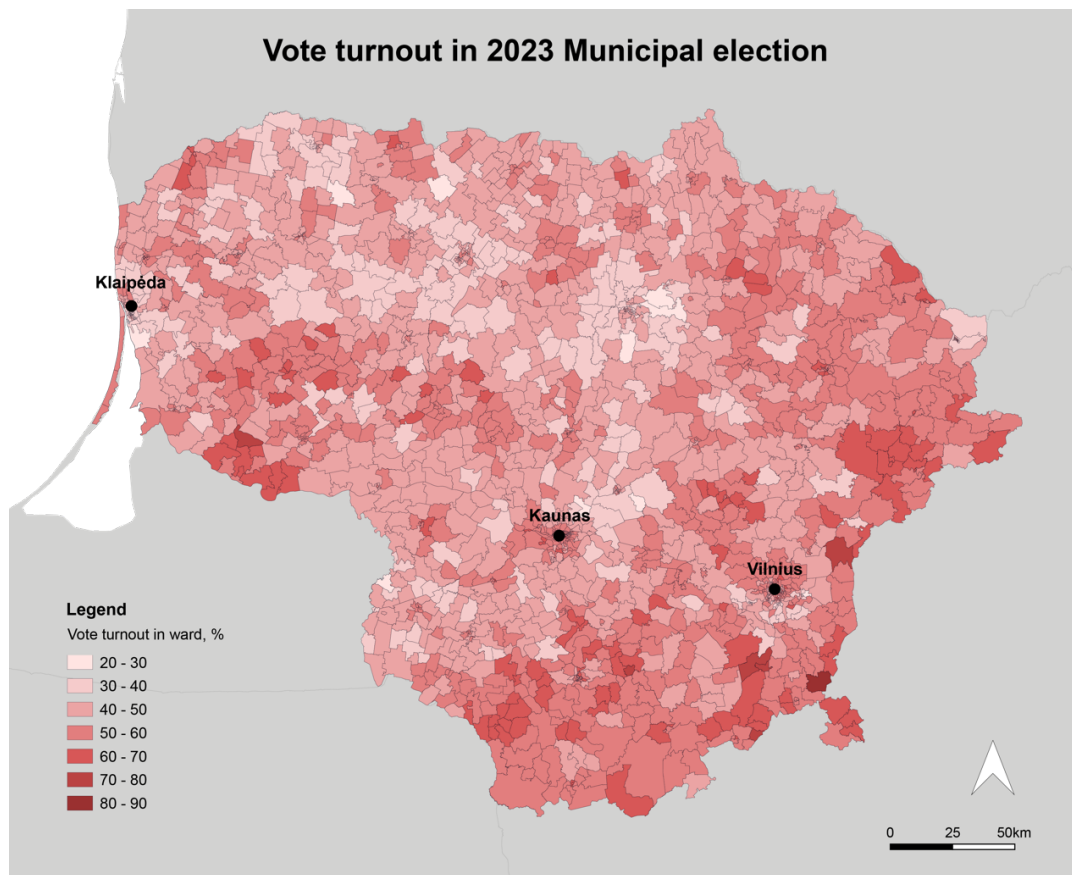 Vote turnout in 2023 Municipal election
Klaipėda
Kaunas
Vilnius
Legend
Vote turnout in ward, %
20 - 30
30 - 40
40 - 50
50 - 60
60 - 70
70 - 80
80 - 90
0 25 50km